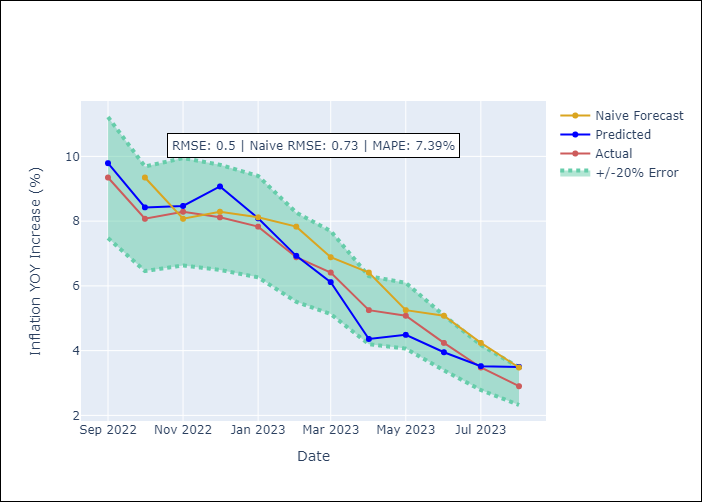 RMSE: 0.5 | Naive RMSE: 0.73 | MAPE: 7.39%
Naive Forecast
Predicted
Actual
+/-20% Error
Inflation YOY Increase (%)
10
8
6
4
2
Sep 2022 Nov 2022 Jan 2023 Mar 2023 May 2023 Jul 2023
Date